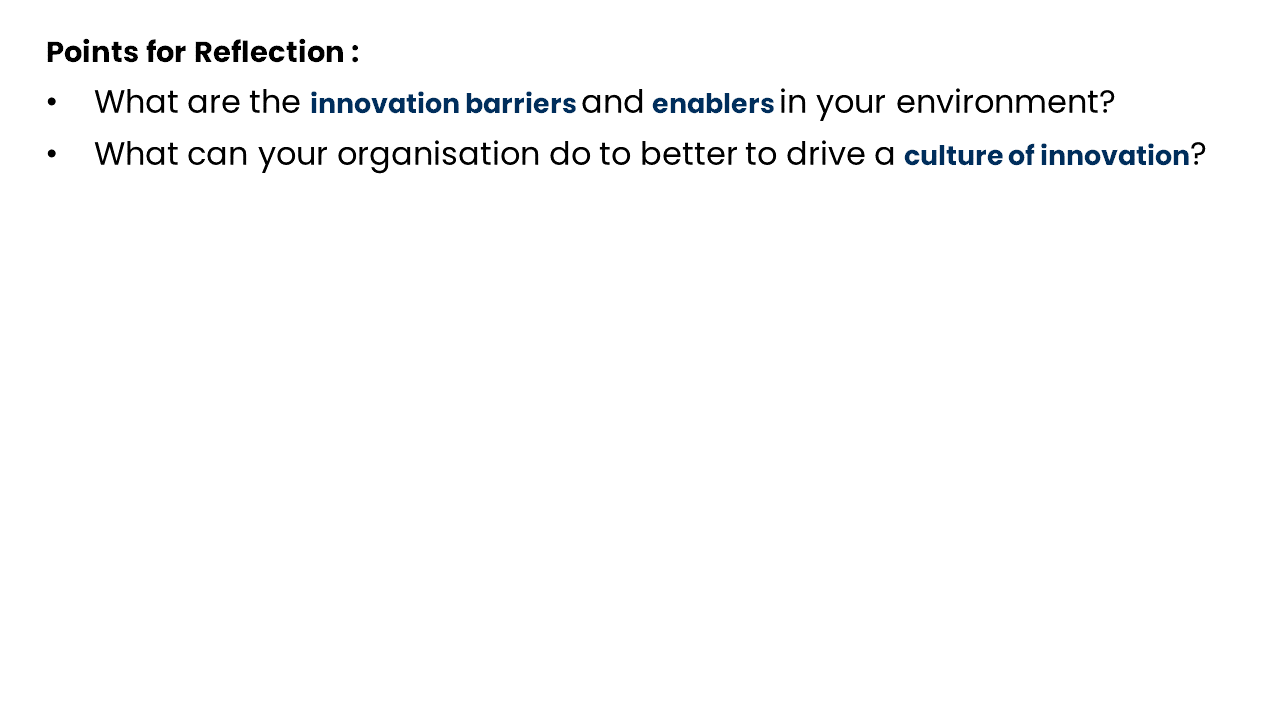 Points for Reflection :
• What are the innovation barriers and enablers in your environment?
• What can your organisation do to better to drive a culture of innovation?